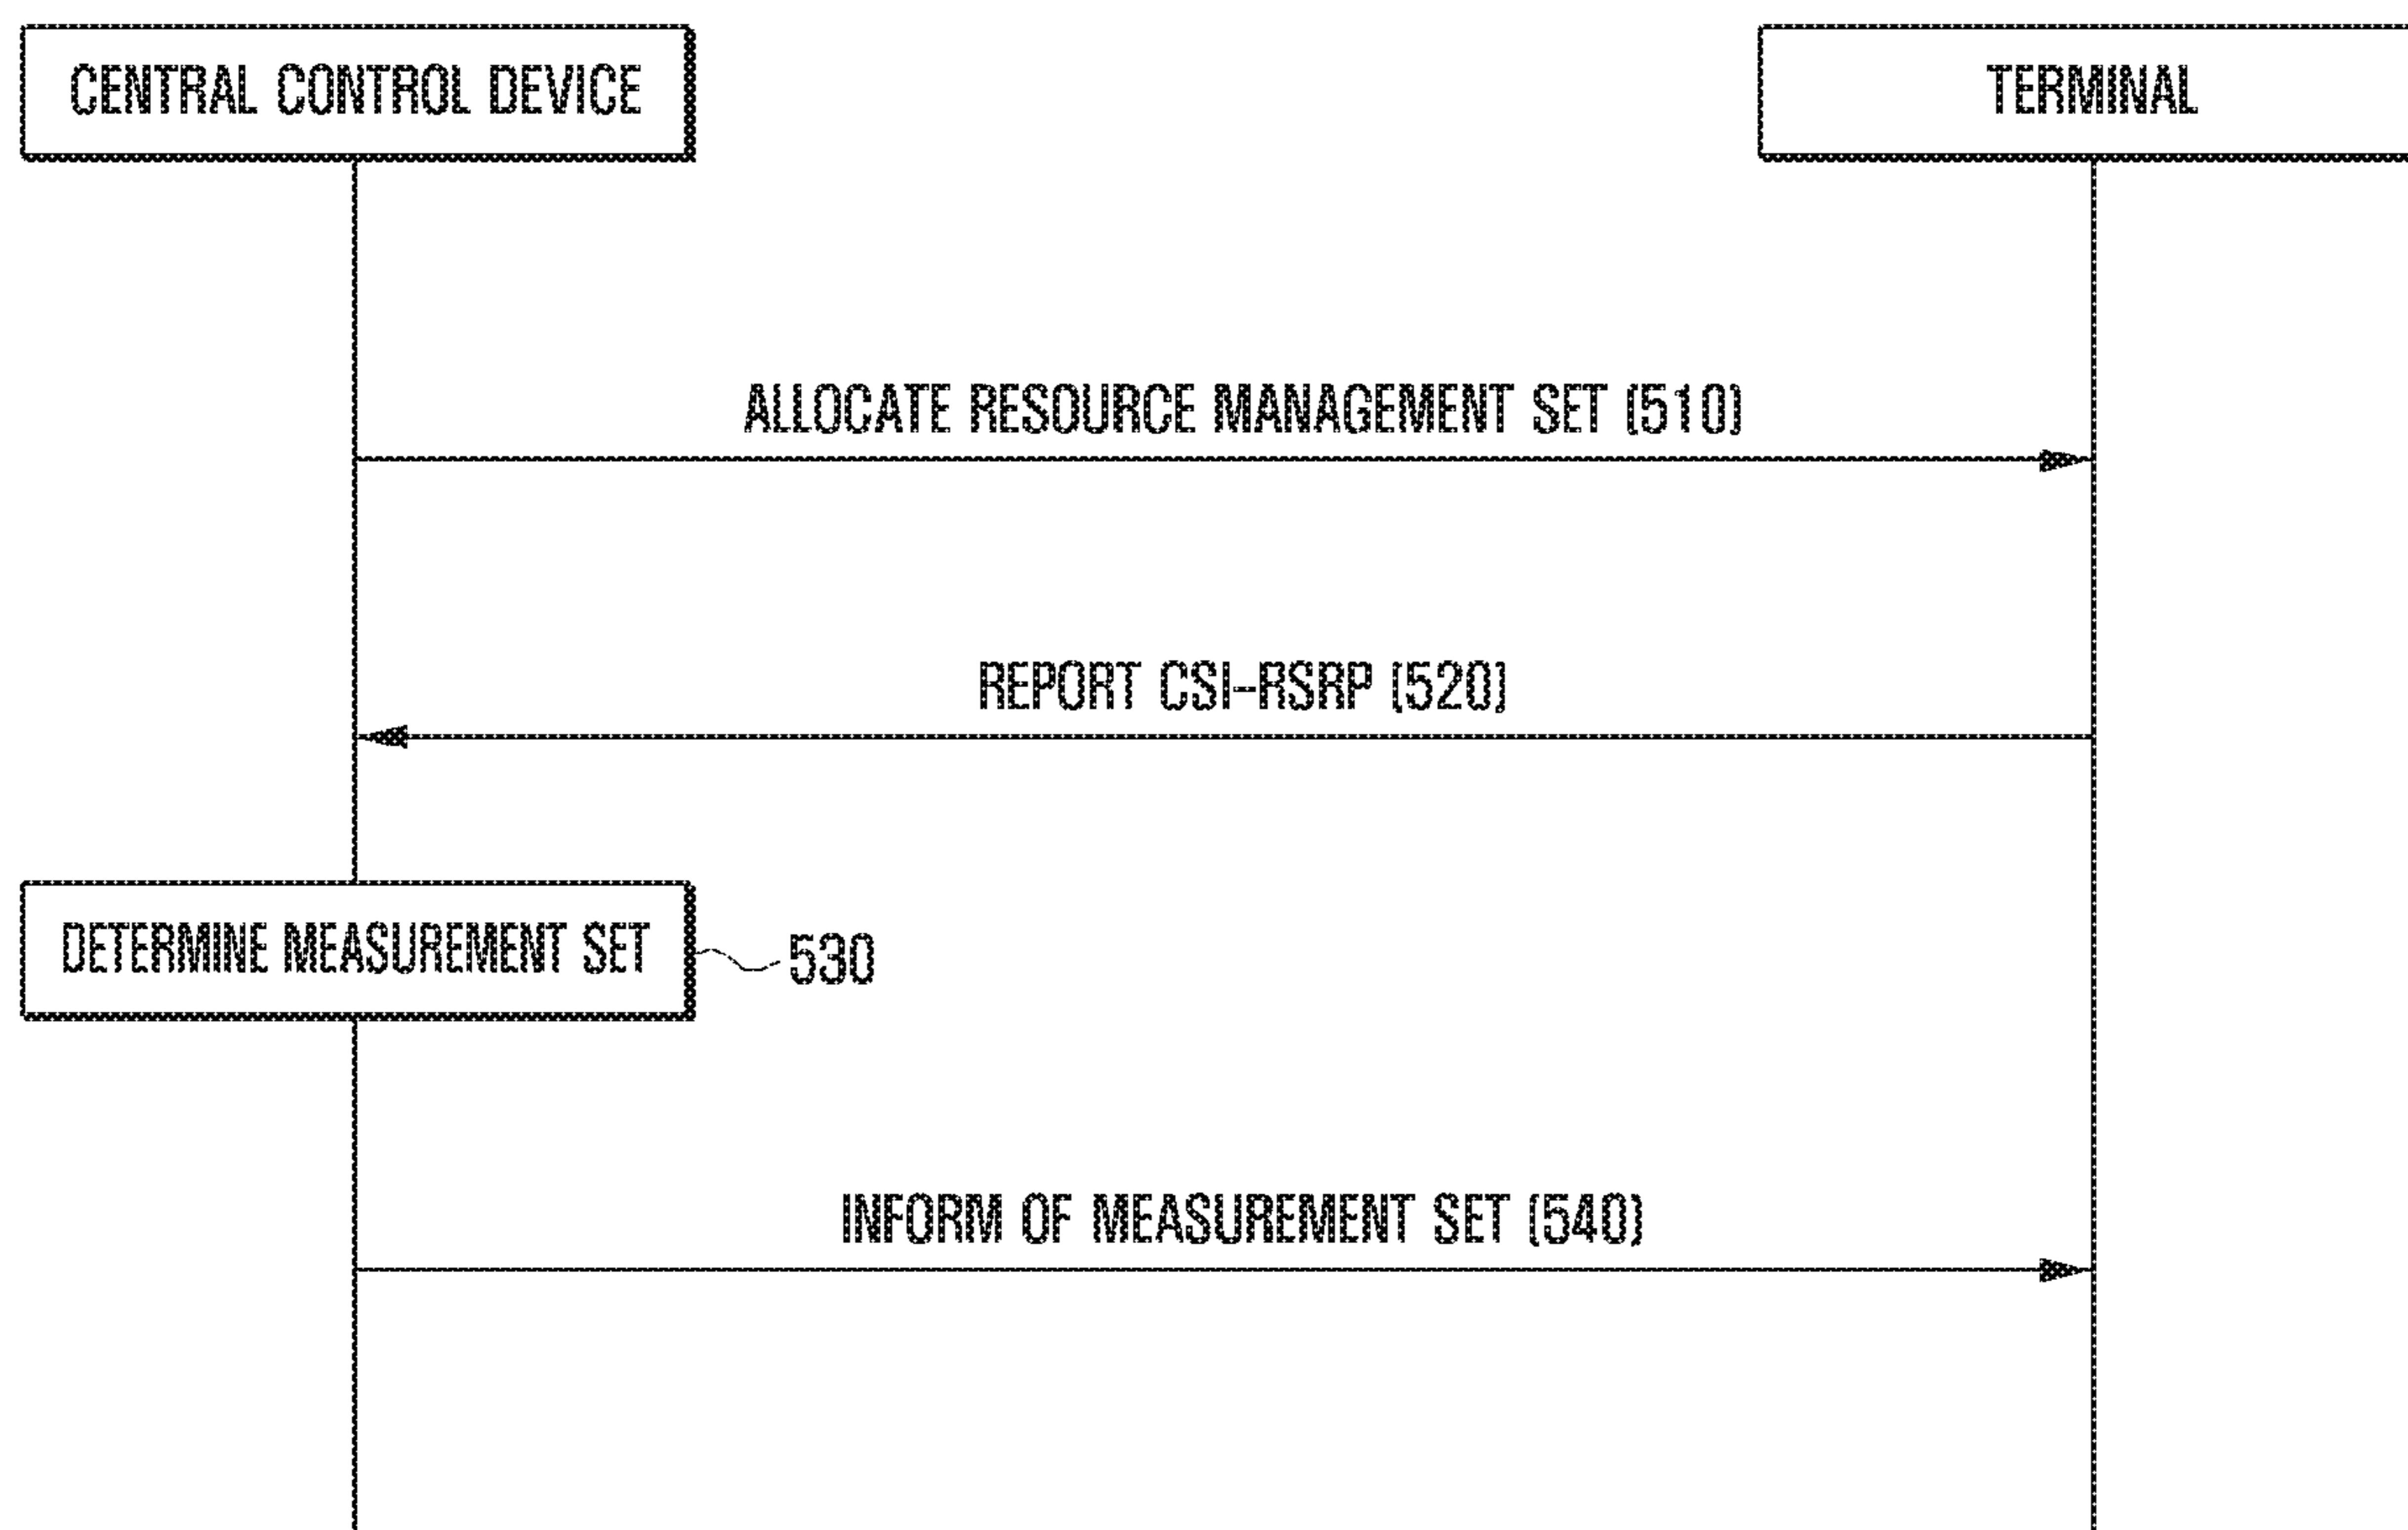 CENTRAL CONTROL DEVICE
TERMINAL
ALLOCATE RESOURCE MANAGEMENT SET (510)
REPORT CSI-RSRP (520)
DETERMINE MEASUREMENT SET
530
INFORM OF MEASUREMENT SET (540)